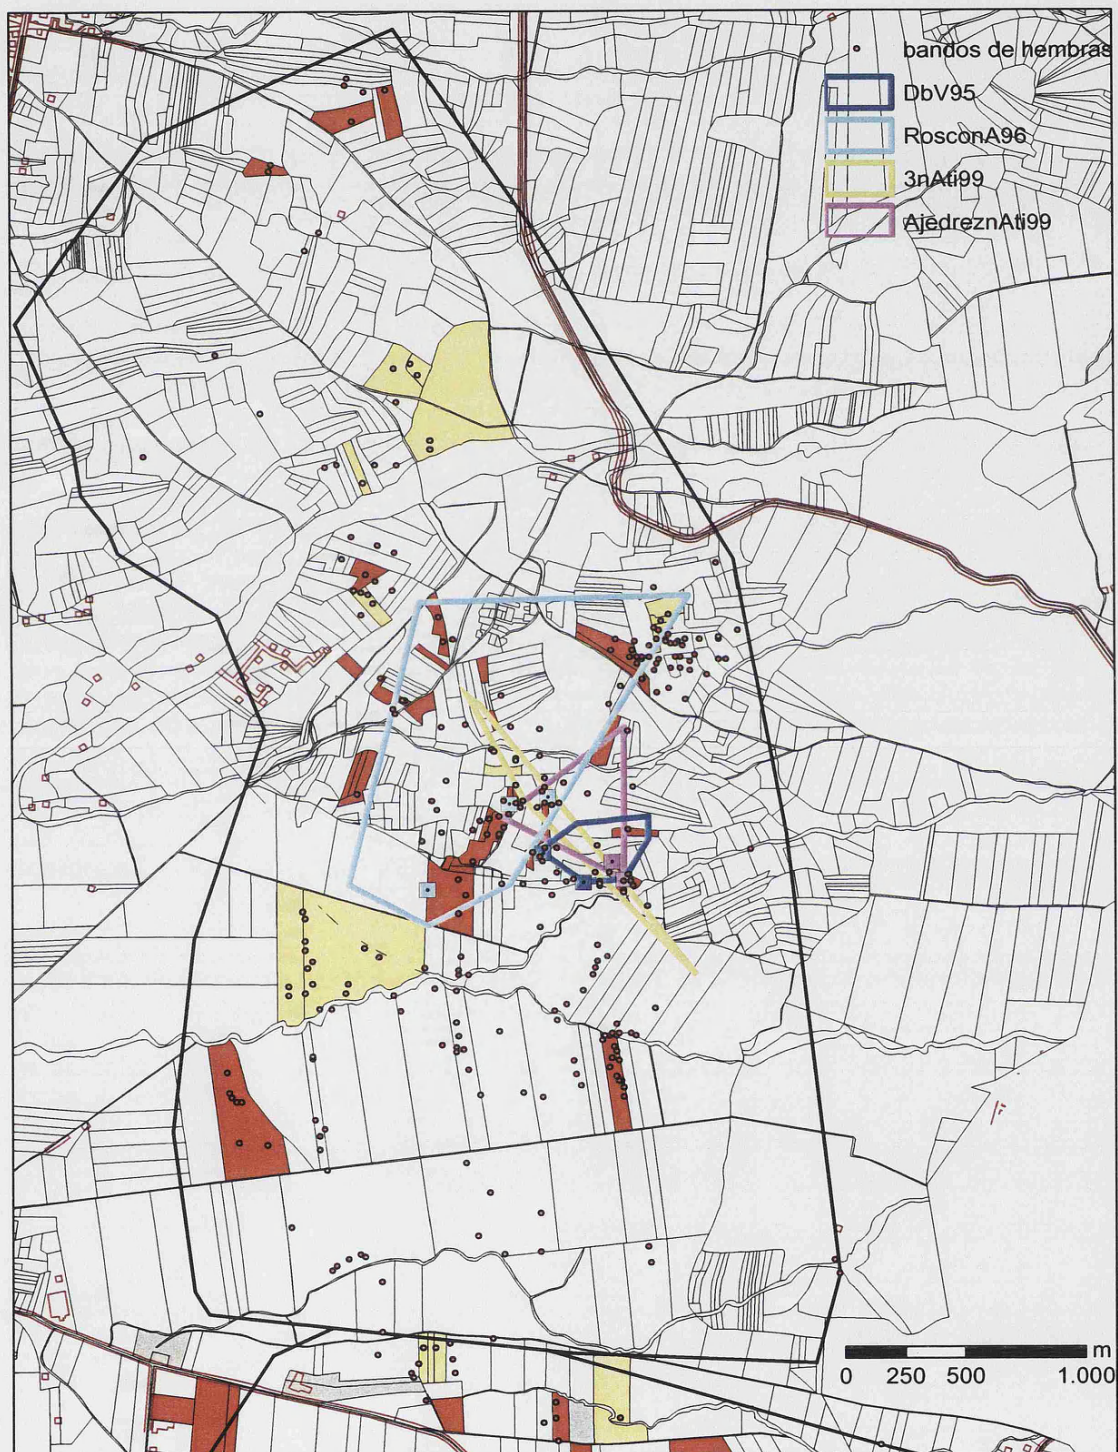 bandos de hembras
DbV95
RosconA96
3nAti99
AjedreznAti99
m
0 250 500 1.000